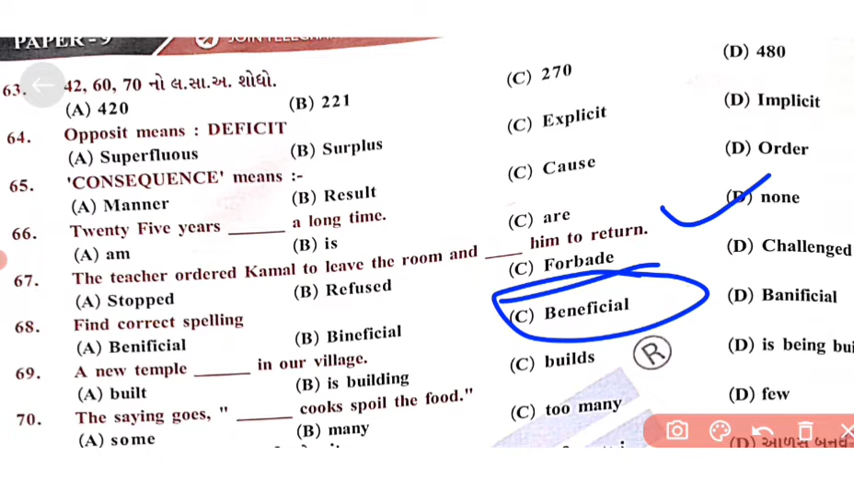 PAPER - 9
63. 42, 60, 70 નો લ.સા.અ. શોધો.
(A) 420 (B) 221 (C) 270 (D) 480
64. Opposit means : DEFICIT
(A) Superfluous (B) Surplus (C) Explicit (D) Implicit
65. 'CONSEQUENCE' means :-
(A) Manner (B) Result (C) Cause (D) Order
66. Twenty Five years ______ a long time.
(A) am (B) is (C) are (D) none
67. The teacher ordered Kamal to leave the room and ____ him to return.
(A) Stopped (B) Refused (C) Forbade (D) Challenged
68. Find correct spelling
(A) Benificial (B) Bineficial (C) Beneficial (D) Banificial
69. A new temple ______ in our village.
(A) built (B) is building (C) builds (D) is being bui
R
70. The saying goes, " ______ cooks spoil the food."
(A) some (B) many (C) too many (D) few
(D) આળસ